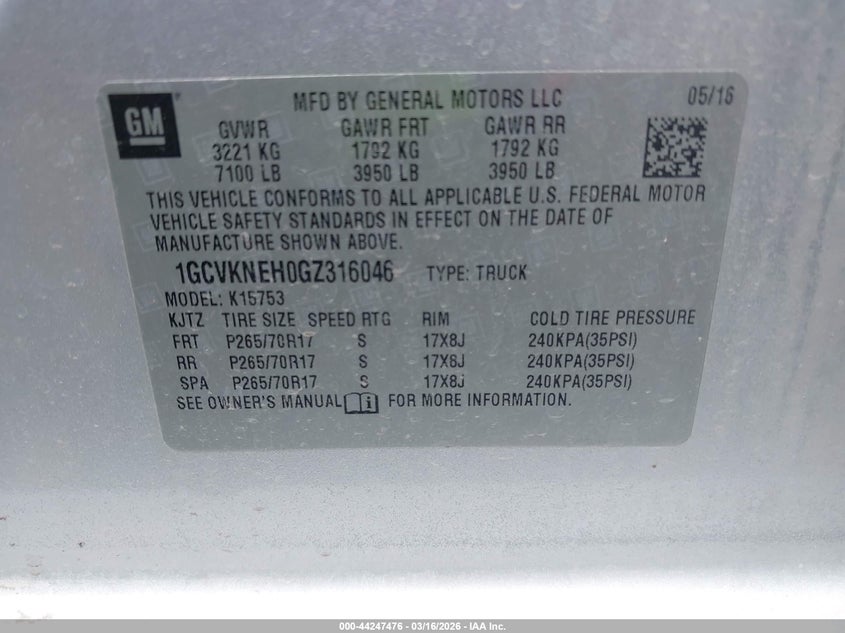 GM
MFD BY GENERAL MOTORS LLC 05/16
GVWR GAWR FRT GAWR RR
3221 KG 1792 KG 1792 KG
7100 LB 3950 LB 3950 LB
THIS VEHICLE CONFORMS TO ALL APPLICABLE U.S. FEDERAL MOTOR
VEHICLE SAFETY STANDARDS IN EFFECT ON THE DATE OF
MANUFACTURE SHOWN ABOVE.
1GCVKNEH0GZ316046 TYPE: TRUCK
MODEL: K15753
KJTZ TIRE SIZE SPEED RTG RIM COLD TIRE PRESSURE
FRT P265/70R17 S 17X8J 240KPA(35PSI)
RR P265/70R17 S 17X8J 240KPA(35PSI)
SPA P265/70R17 S 17X8J 240KPA(35PSI)
SEE OWNER'S MANUAL i FOR MORE INFORMATION.
000-44247476 - 03/16/2026 - IAA Inc.